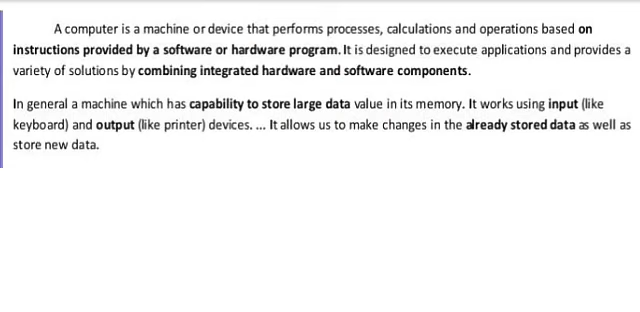 A computer is a machine or device that performs processes, calculations and operations based on
instructions provided by a software or hardware program. It is designed to execute applications and provides a
variety of solutions by combining integrated hardware and software components.
In general a machine which has capability to store large data value in its memory. It works using input (like
keyboard) and output (like printer) devices. ... It allows us to make changes in the already stored data as well as
store new data.